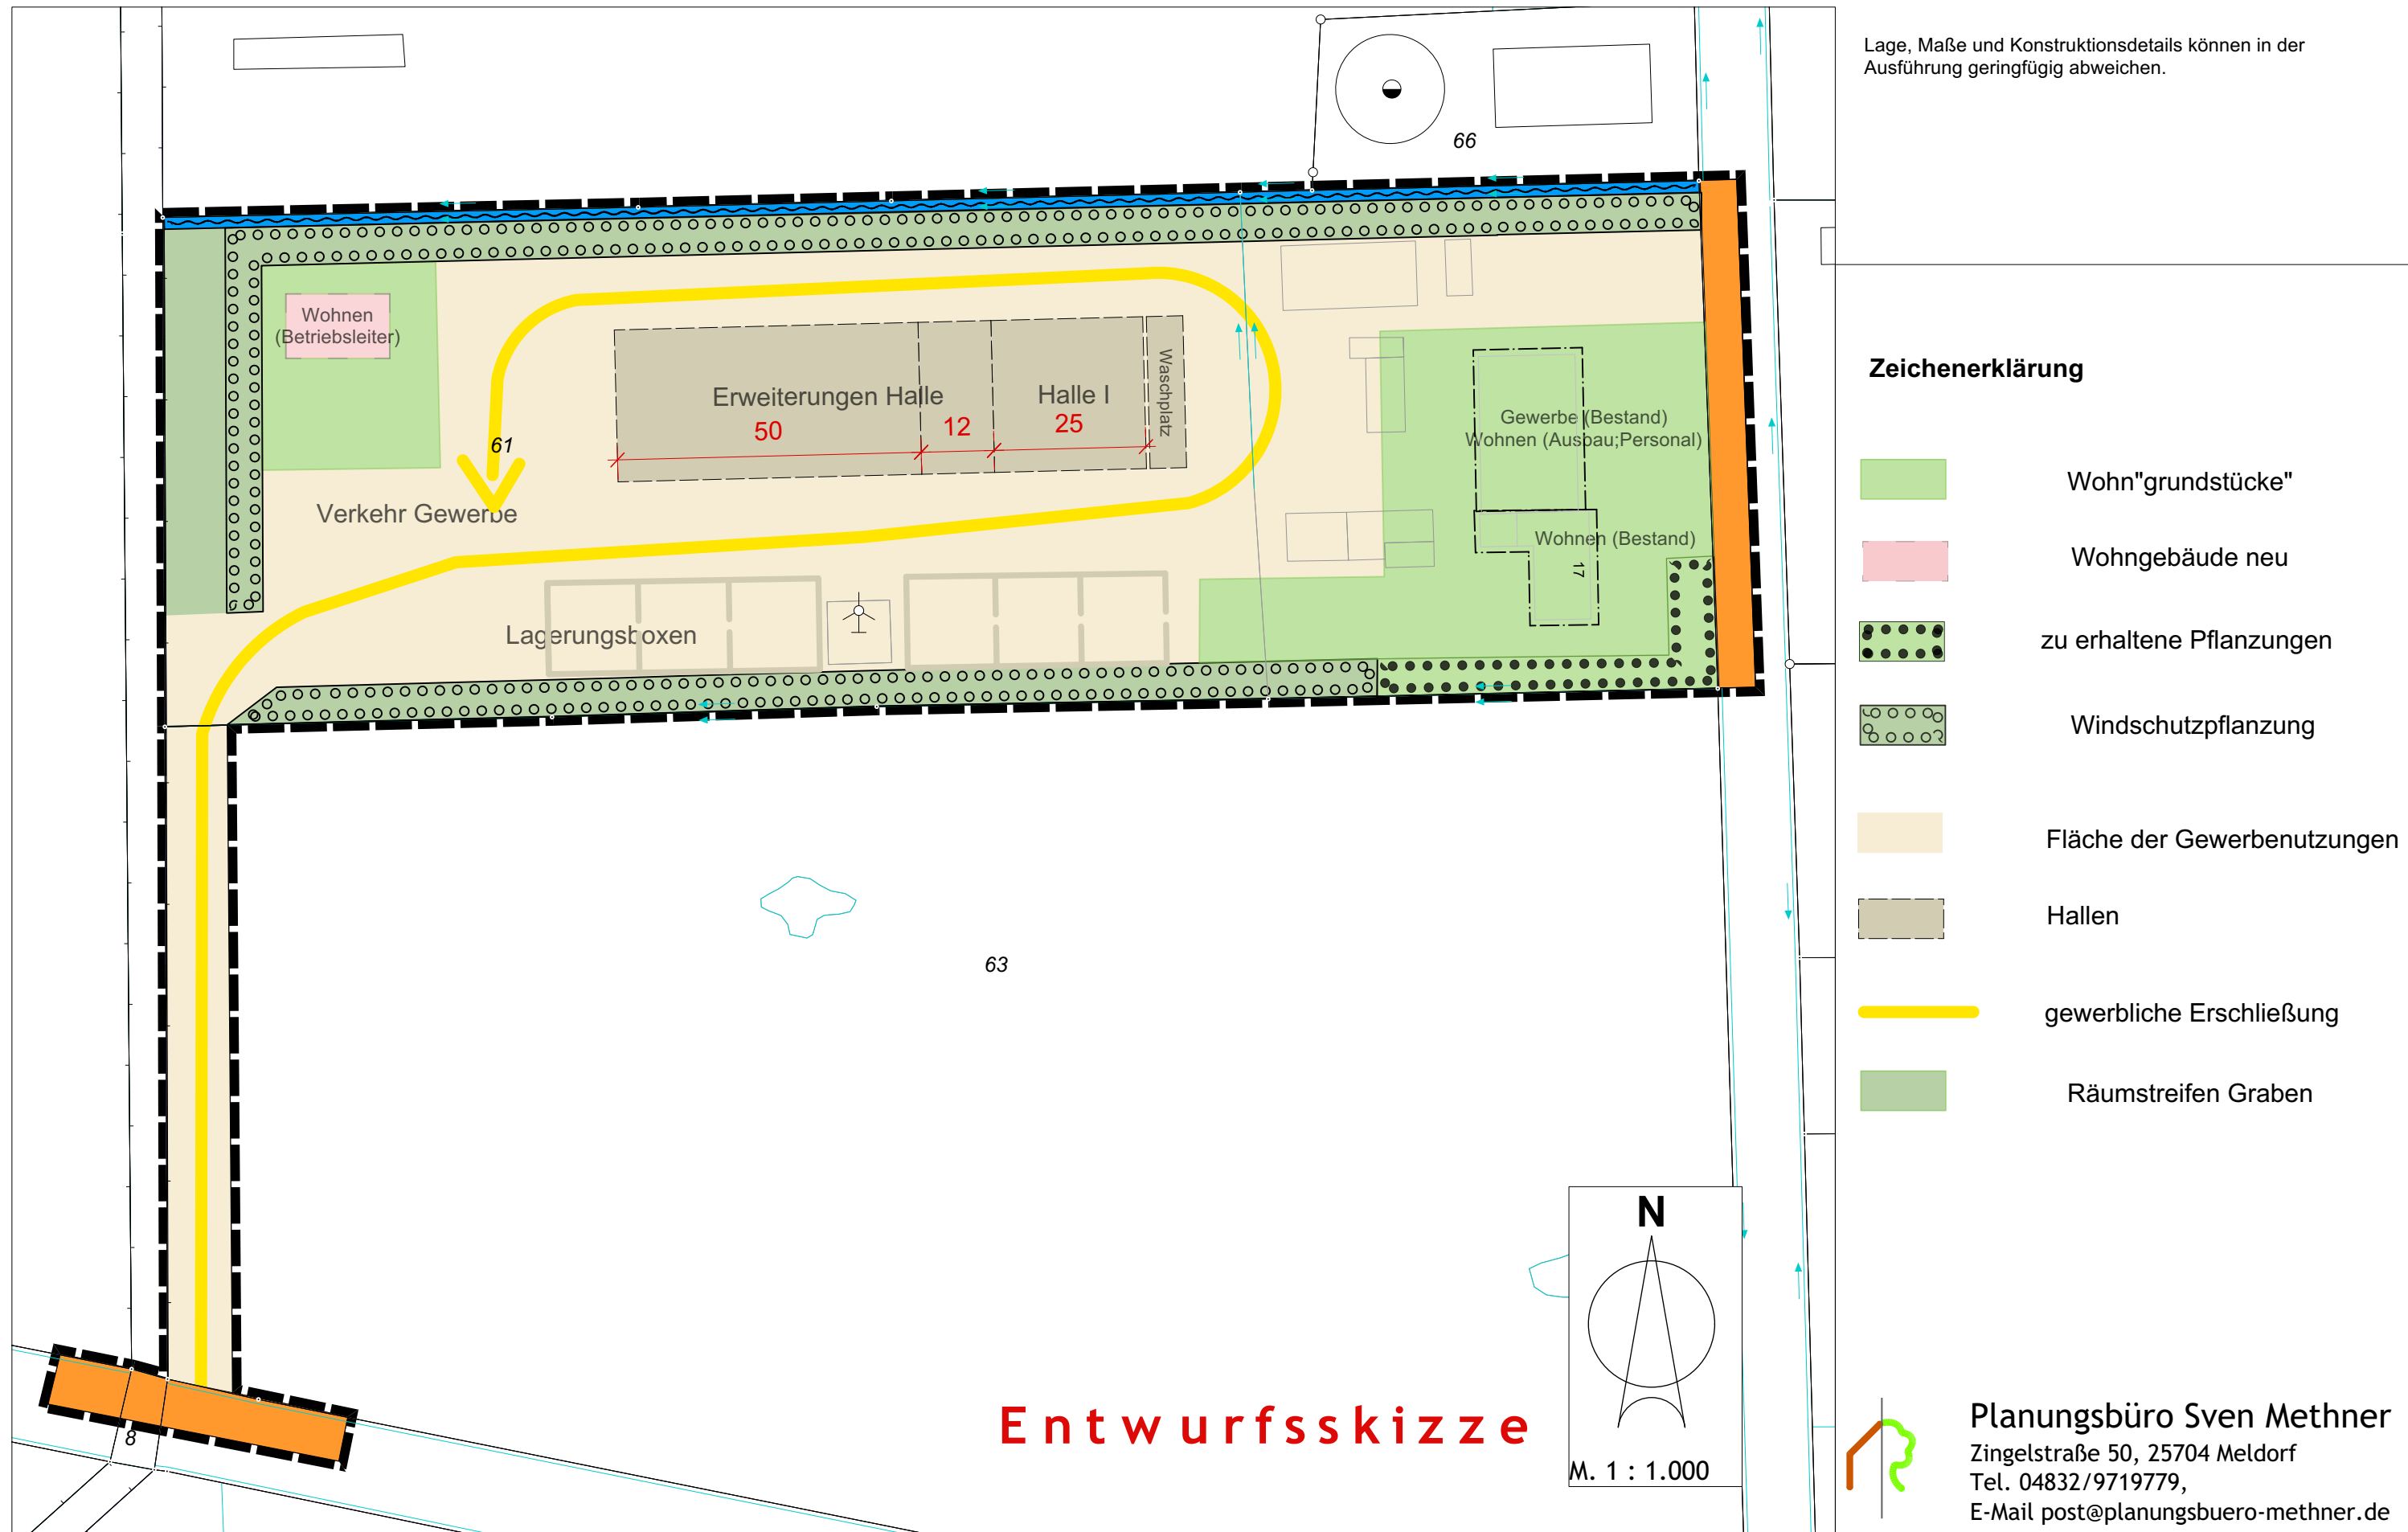 Lage, Maße und Konstruktionsdetails können in der
Ausführung geringfügig abweichen.
66
Wohnen
(Betriebsleiter)
Erweiterungen Halle
Halle I
Waschplatz
50
12
25
61
Verkehr Gewerbe
Gewerbe (Bestand)
Wohnen (Ausbau;Personal)
Wohnen (Bestand)
17
Lagerungsboxen
63
8
Entwurfsskizze
N
M. 1 : 1.000
Zeichenerklärung
Wohn"grundstücke"
Wohngebäude neu
zu erhaltene Pflanzungen
Windschutzpflanzung
Fläche der Gewerbenutzungen
Hallen
gewerbliche Erschließung
Räumstreifen Graben
Planungsbüro Sven Methner
Zingelstraße 50, 25704 Meldorf
Tel. 04832/9719779,
E-Mail post@planungsbuero-methner.de